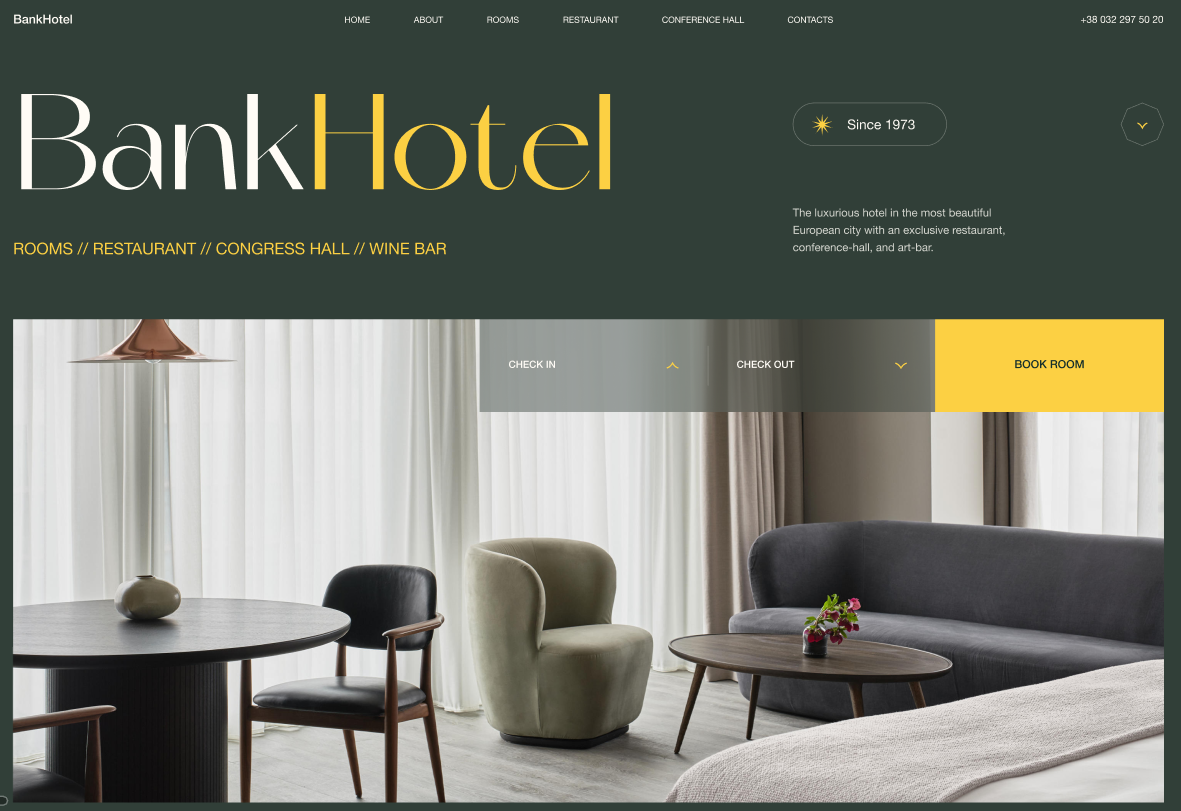 BankHotel
HOME ABOUT ROOMS RESTAURANT CONFERENCE HALL CONTACTS
+38 032 297 50 20
BankHotel
Since 1973
ROOMS // RESTAURANT // CONGRESS HALL // WINE BAR
The luxurious hotel in the most beautiful
European city with an exclusive restaurant,
conference-hall, and art-bar.
CHECK IN
CHECK OUT
BOOK ROOM